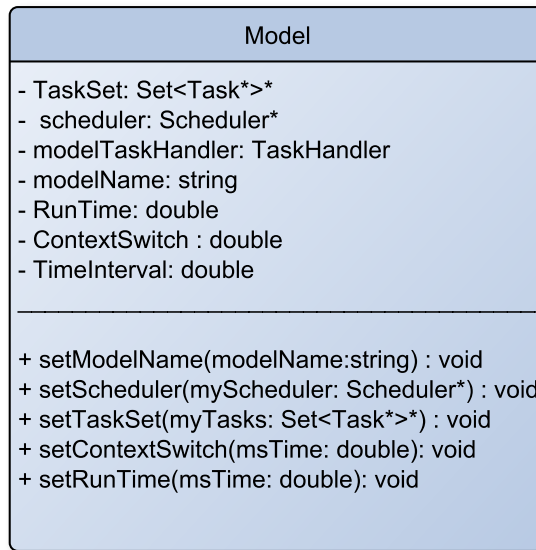 Model
- TaskSet: Set<Task*>*
- scheduler: Scheduler*
- modelTaskHandler: TaskHandler
- modelName: string
- RunTime: double
- ContextSwitch : double
- TimeInterval: double
+ setModelName(modelName:string) : void
+ setScheduler(myScheduler: Scheduler*) : void
+ setTaskSet(myTasks: Set<Task*>*) : void
+ setContextSwitch(msTime: double): void
+ setRunTime(msTime: double): void